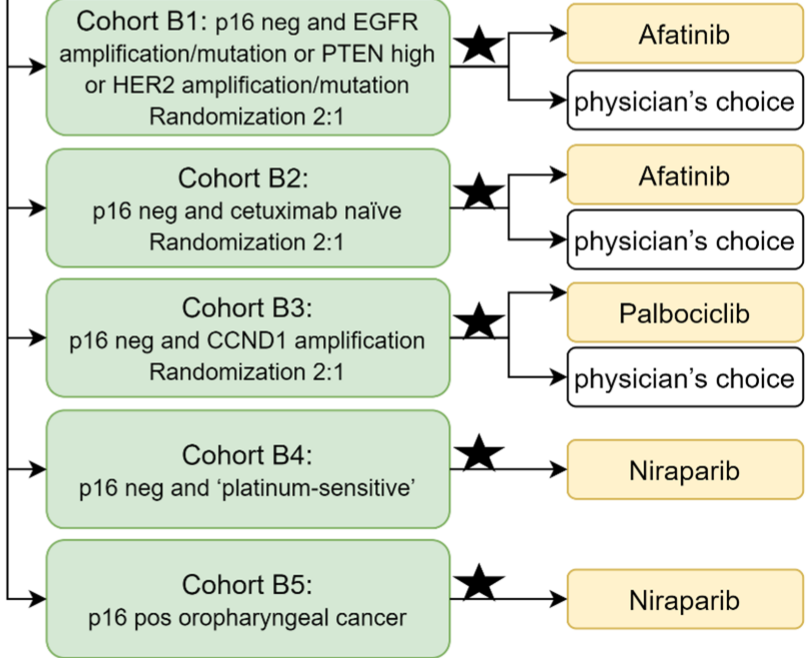 Cohort B1: p16 neg and EGFR
amplification/mutation or PTEN high
or HER2 amplification/mutation
Randomization 2:1
Afatinib
physician’s choice
Cohort B2:
p16 neg and cetuximab naïve
Randomization 2:1
Afatinib
physician’s choice
Cohort B3:
p16 neg and CCND1 amplification
Randomization 2:1
Palbociclib
physician’s choice
Cohort B4:
p16 neg and ‘platinum-sensitive’
Niraparib
Cohort B5:
p16 pos oropharyngeal cancer
Niraparib